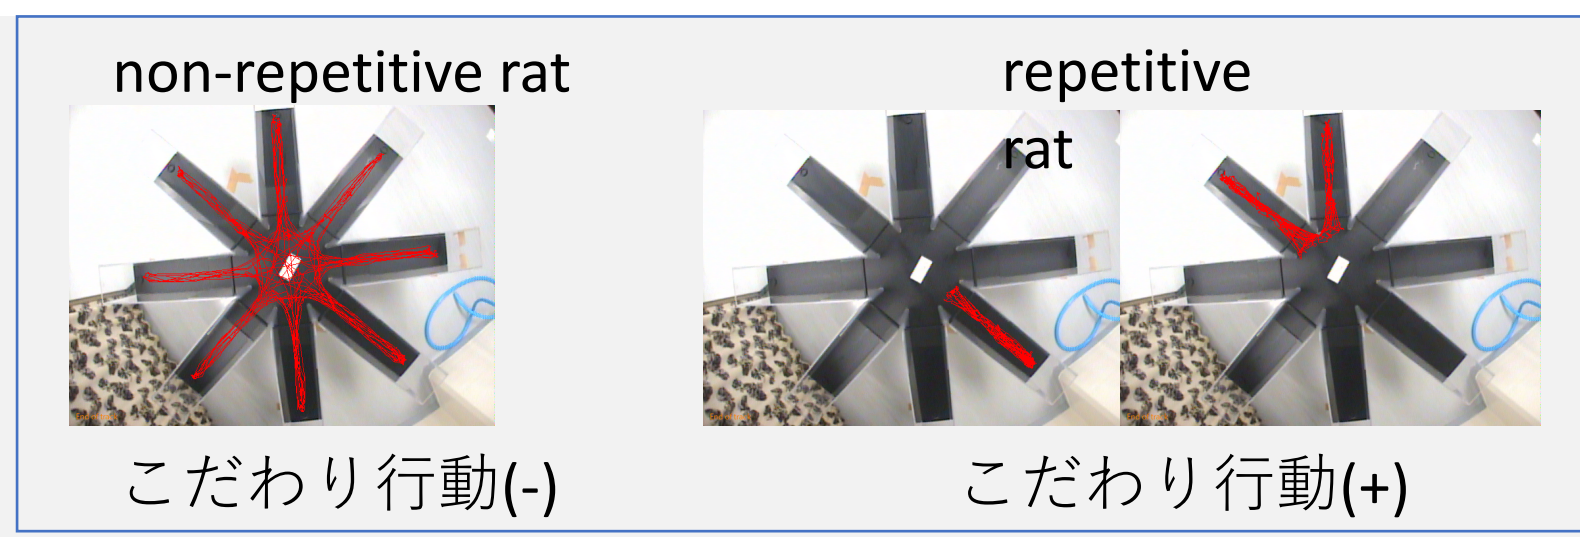 non-repetitive rat
repetitive
rat
こだわり行動(-)
こだわり行動(+)